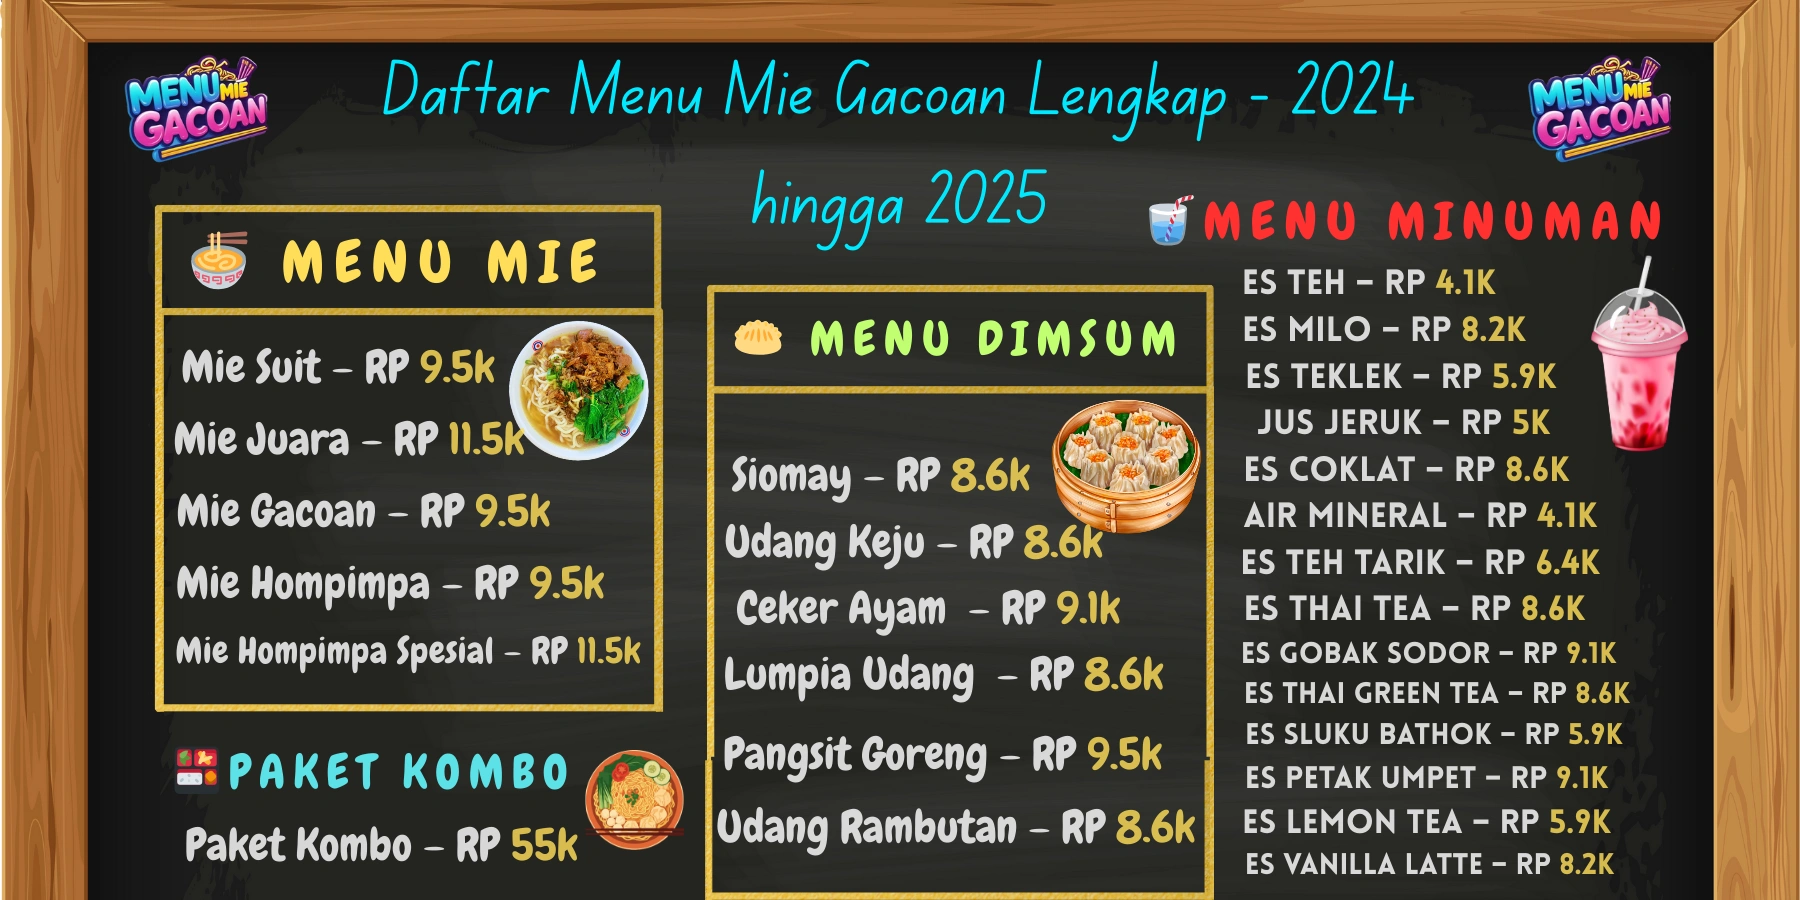 MENU MIE GACOAN
Daftar Menu Mie Gacoan Lengkap - 2024
hingga 2025
MENU MIE GACOAN
MENU MIE
Mie Suit – RP 9.5k
Mie Juara – RP 11.5k
Mie Gacoan – RP 9.5k
Mie Hompimpa – RP 9.5k
Mie Hompimpa Spesial – RP 11.5k
PAKET KOMBO
Paket Kombo – RP 55k
MENU DIMSUM
Siomay – RP 8.6k
Udang Keju – RP 8.6k
Ceker Ayam – RP 9.1k
Lumpia Udang – RP 8.6k
Pangsit Goreng – RP 9.5k
Udang Rambutan – RP 8.6k
MENU MINUMAN
ES TEH – RP 4.1K
ES MILO – RP 8.2K
ES TEKLEK – RP 5.9K
JUS JERUK – RP 5K
ES COKLAT – RP 8.6K
AIR MINERAL – RP 4.1K
ES TEH TARIK – RP 6.4K
ES THAI TEA – RP 8.6K
ES GOBAK SODOR – RP 9.1K
ES THAI GREEN TEA – RP 8.6K
ES SLUKU BATHOK – RP 5.9K
ES PETAK UMPET – RP 9.1K
ES LEMON TEA – RP 5.9K
ES VANILLA LATTE – RP 8.2K